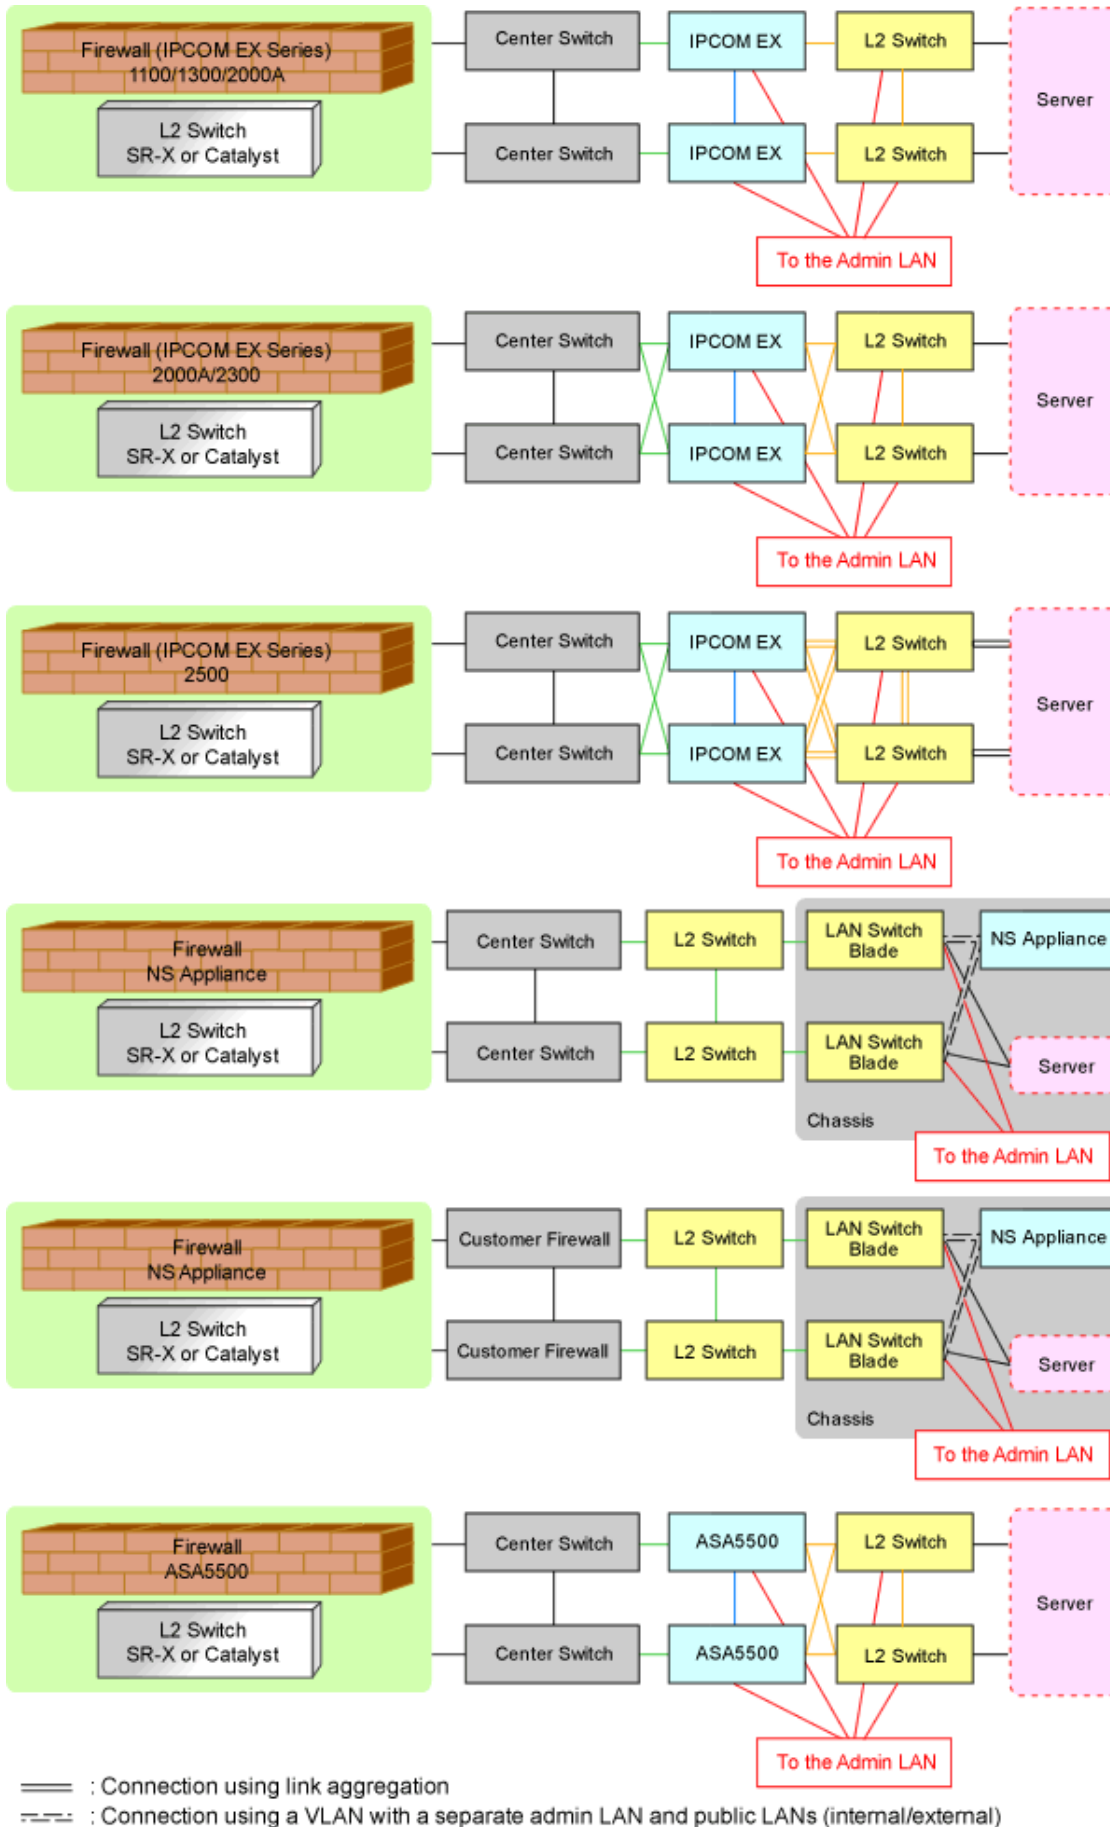 Firewall (IPCOM EX Series)
1100/1300/2000A
L2 Switch
SR-X or Catalyst
Center Switch
IPCOM EX
L2 Switch
Server
Center Switch
IPCOM EX
L2 Switch
To the Admin LAN
Firewall (IPCOM EX Series)
2000A/2300
L2 Switch
SR-X or Catalyst
Center Switch
IPCOM EX
L2 Switch
Server
Center Switch
IPCOM EX
L2 Switch
To the Admin LAN
Firewall (IPCOM EX Series)
2500
L2 Switch
SR-X or Catalyst
Center Switch
IPCOM EX
L2 Switch
Server
Center Switch
IPCOM EX
L2 Switch
To the Admin LAN
Firewall
NS Appliance
L2 Switch
SR-X or Catalyst
Center Switch
L2 Switch
LAN Switch
Blade
NS Appliance
Center Switch
L2 Switch
LAN Switch
Blade
Server
Chassis
To the Admin LAN
Firewall
NS Appliance
L2 Switch
SR-X or Catalyst
Customer Firewall
L2 Switch
LAN Switch
Blade
NS Appliance
Customer Firewall
L2 Switch
LAN Switch
Blade
Server
Chassis
To the Admin LAN
Firewall
ASA5500
L2 Switch
SR-X or Catalyst
Center Switch
ASA5500
L2 Switch
Server
Center Switch
ASA5500
L2 Switch
To the Admin LAN
: Connection using link aggregation
: Connection using a VLAN with a separate admin LAN and public LANs (internal/external)